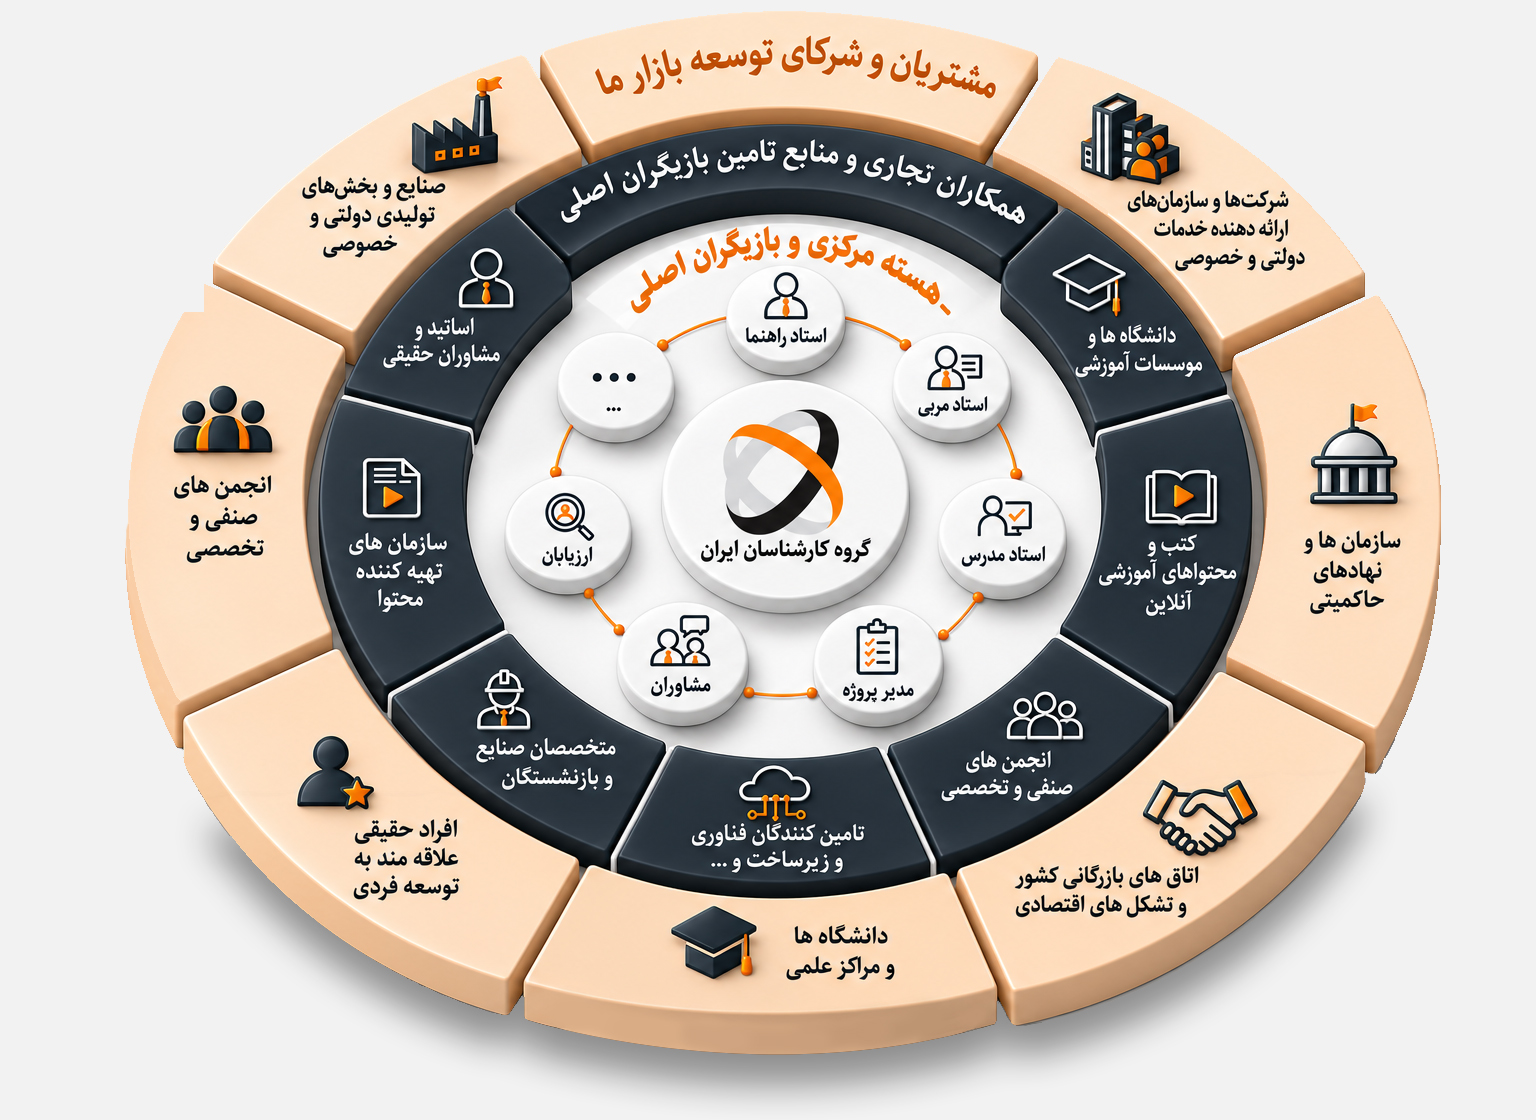 مشتریان و شرکای توسعه بازار ما
شرکت‌ها و سازمان‌های
ارائه دهنده خدمات
دولتی و خصوصی
سازمان ها و
نهادهای
حاکمیتی
اتاق های بازرگانی کشور
و تشکل های اقتصادی
دانشگاه ها
و مراکز علمی
افراد حقیقی
علاقه مند به
توسعه فردی
انجمن های
صنفی و
تخصصی
صنایع و بخش‌های
تولیدی دولتی و
خصوصی
همکاران تجاری و منابع تامین بازیگران اصلی
دانشگاه ها و
موسسات آموزشی
کتب و
محتواهای آموزشی
آنلاین
انجمن های
صنفی و تخصصی
تامین کنندگان فناوری
و زیرساخت و ...
متخصصان صنایع
و بازنشستگان
سازمان های
تهیه کننده
محتوا
اساتید و
مشاوران حقیقی
هسته مرکزی و بازیگران اصلی
استاد راهنما
استاد مربی
استاد مدرس
مدیر پروژه
مشاوران
ارزیابان
...
گروه کارشناسان ایران